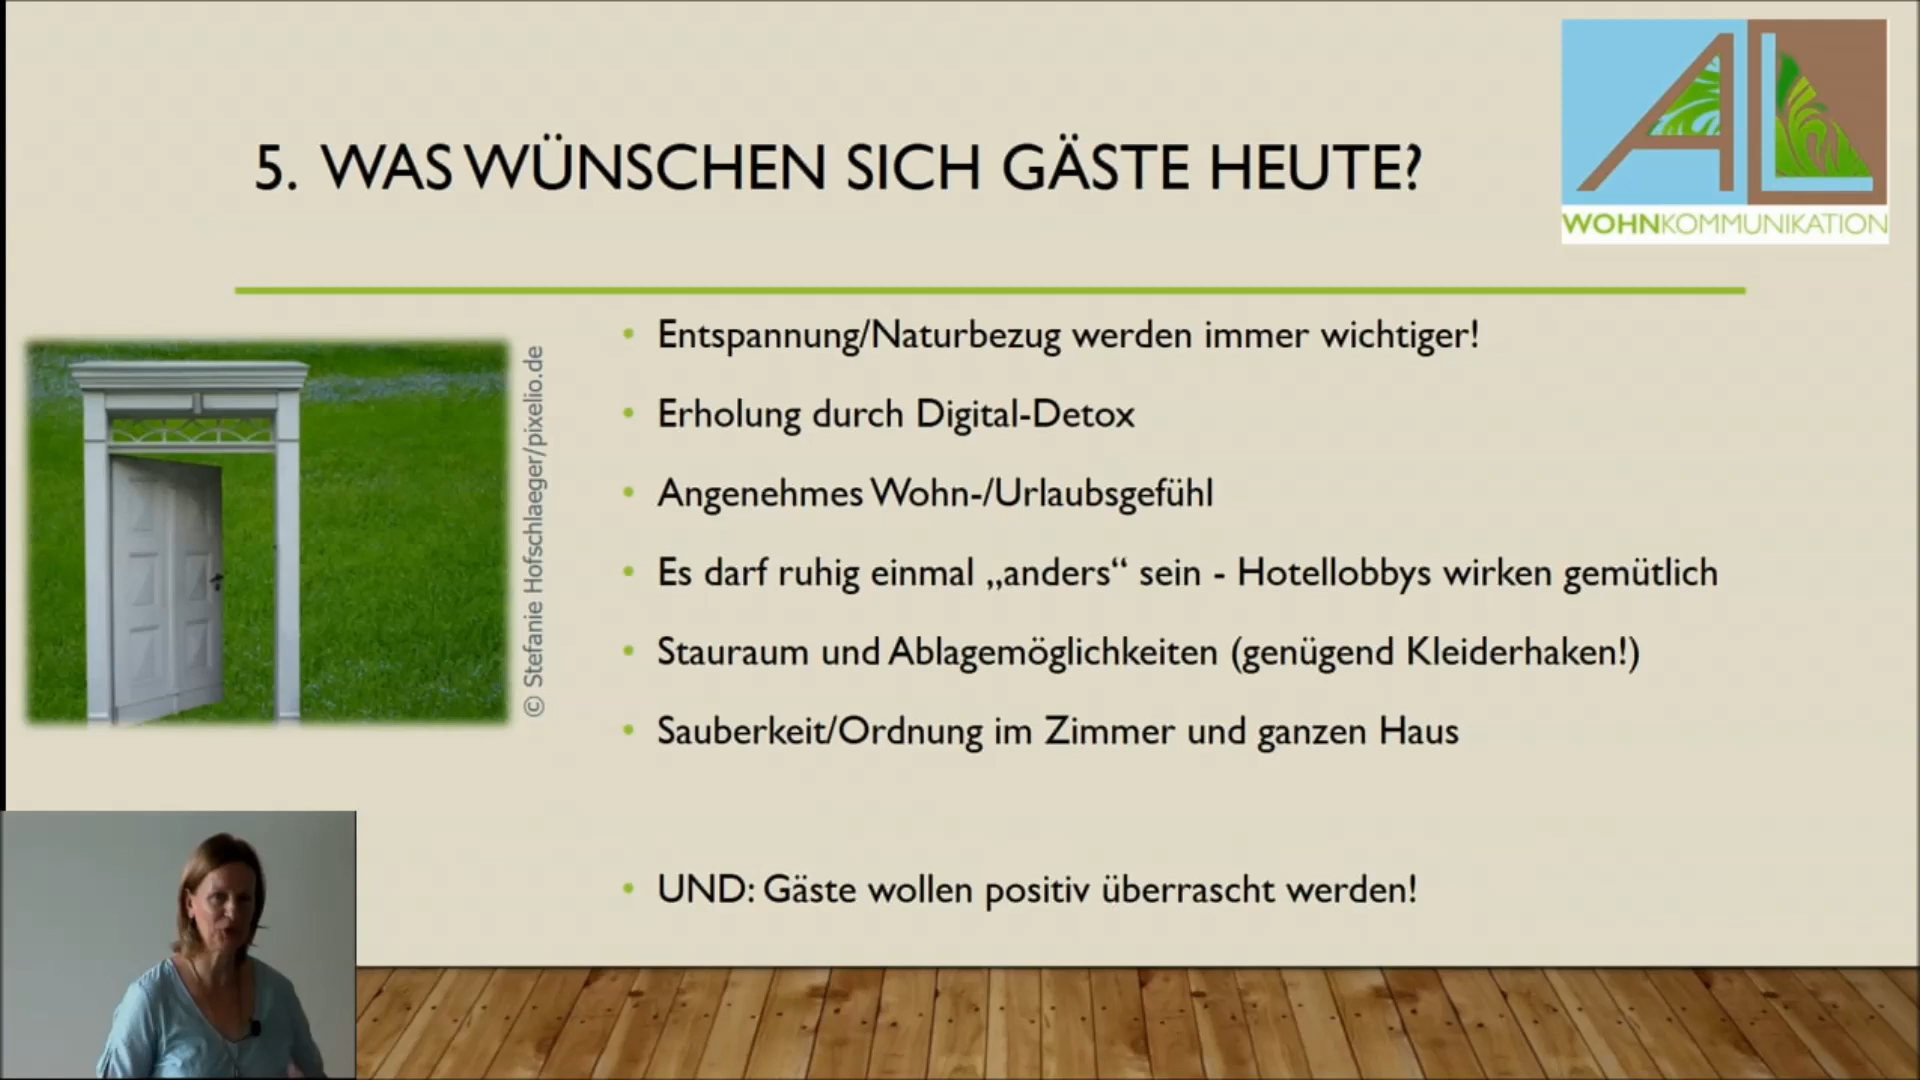 5. WAS WÜNSCHEN SICH GÄSTE HEUTE?
AL
WOHNKOMMUNIKATION
© Stefanie Hofschlaeger/pixelio.de
• Entspannung/Naturbezug werden immer wichtiger!
• Erholung durch Digital-Detox
• Angenehmes Wohn-/Urlaubsgefühl
• Es darf ruhig einmal „anders“ sein - Hotellobbys wirken gemütlich
• Stauraum und Ablagemöglichkeiten (genügend Kleiderhaken!)
• Sauberkeit/Ordnung im Zimmer und ganzen Haus
• UND: Gäste wollen positiv überrascht werden!